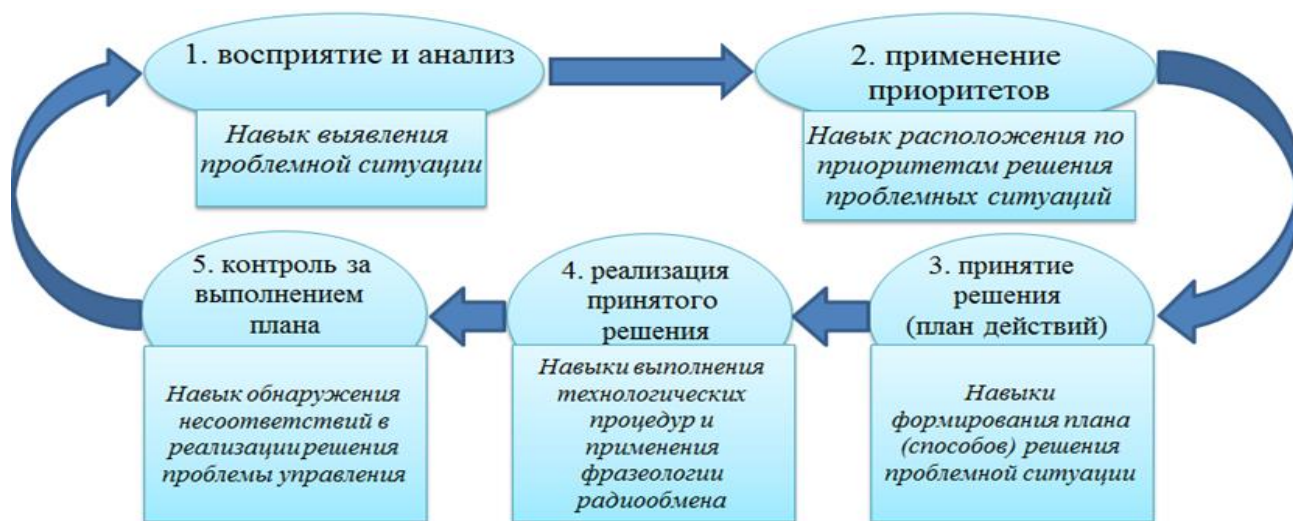 1. восприятие и анализ
Навык выявления
проблемной ситуации
2. применение
приоритетов
Навык расположения по
приоритетам решения
проблемных ситуаций
3. принятие
решения
(план действий)
Навыки
формирования плана
(способов) решения
проблемной ситуации
4. реализация
принятого
решения
Навыки выполнения
технологических
процедур и
применения
фразеологии
радиообмена
5. контроль за
выполнением
плана
Навык обнаружения
несоответствий в
реализации решения
проблемы управления